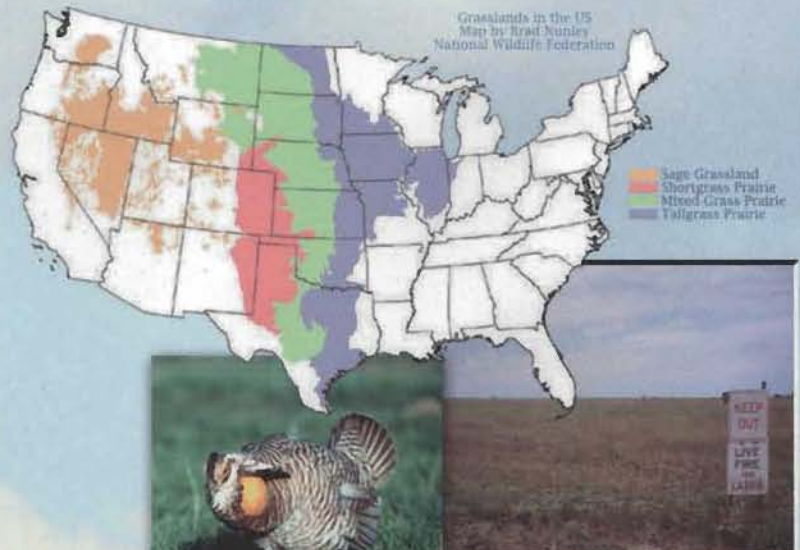 Grasslands in the US
Map by Brad Nunley
National Wildlife Federation
Sage Grassland
Shortgrass Prairie
Mixed Grass Prairie
Tallgrass Prairie
KEEP
OUT
LIVE
FIRE
LASER